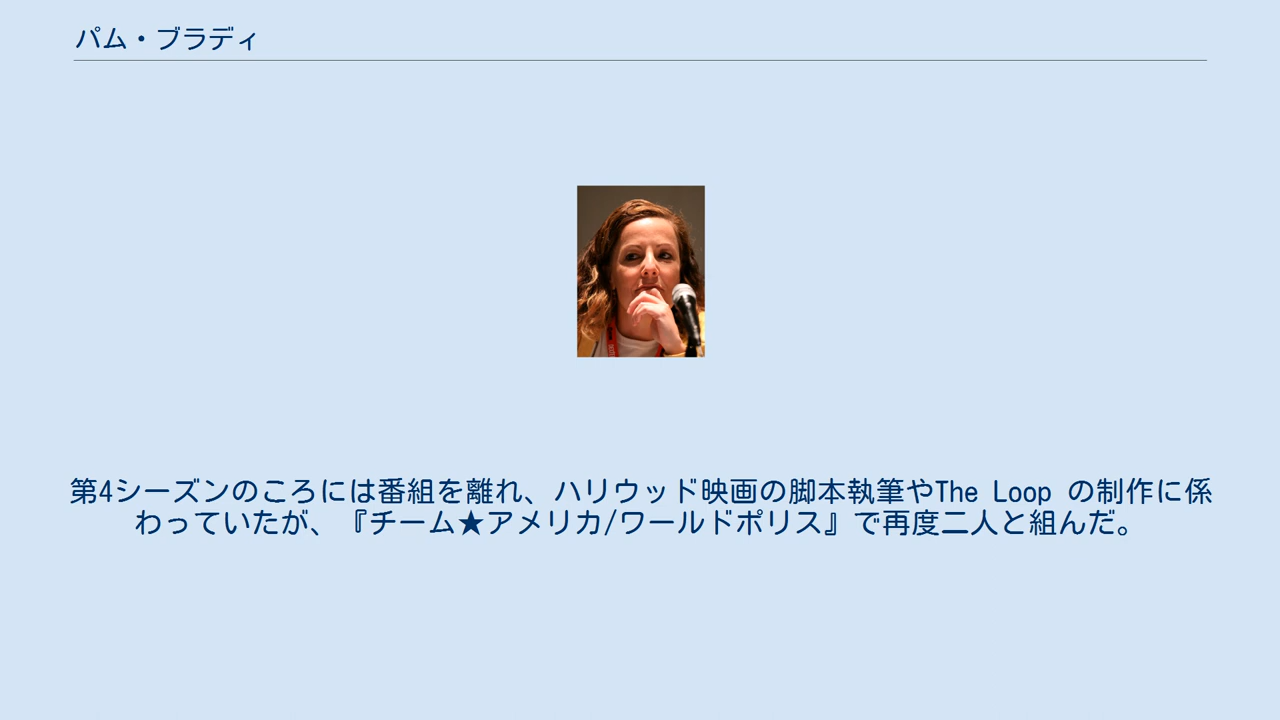 パム・ブラディ
第4シーズンのころには番組を離れ、ハリウッド映画の脚本執筆やThe Loop の制作に係
わっていたが、『チーム★アメリカ/ワールドポリス』で再度二人と組んだ。